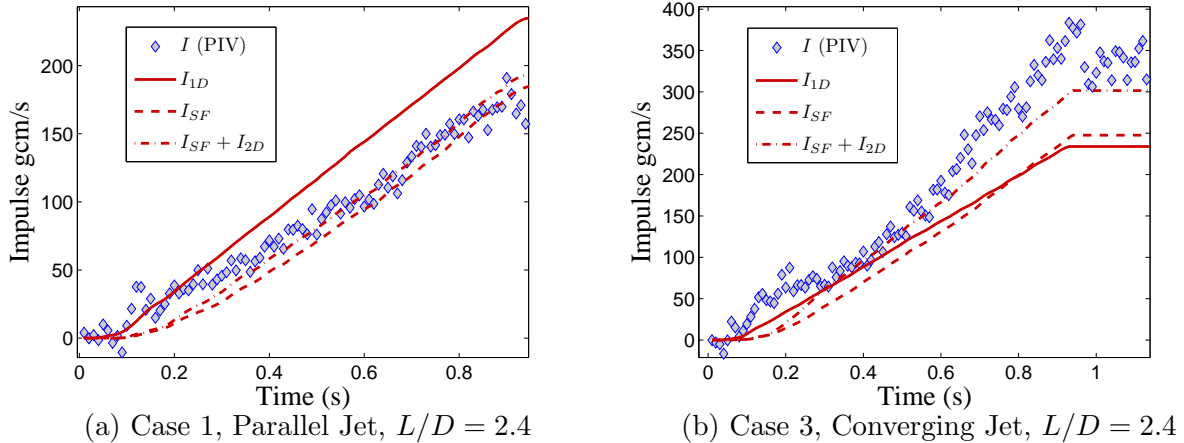 Impulse gcm/s
200
150
100
50
0
I (PIV)
I_{1D}
I_{SF}
I_{SF} + I_{2D}
0 0.2 0.4 0.6 0.8
Time (s)
(a) Case 1, Parallel Jet, L/D = 2.4
Impulse gcm/s
400
350
300
250
200
150
100
50
0
I (PIV)
I_{1D}
I_{SF}
I_{SF} + I_{2D}
0 0.2 0.4 0.6 0.8 1
Time (s)
(b) Case 3, Converging Jet, L/D = 2.4